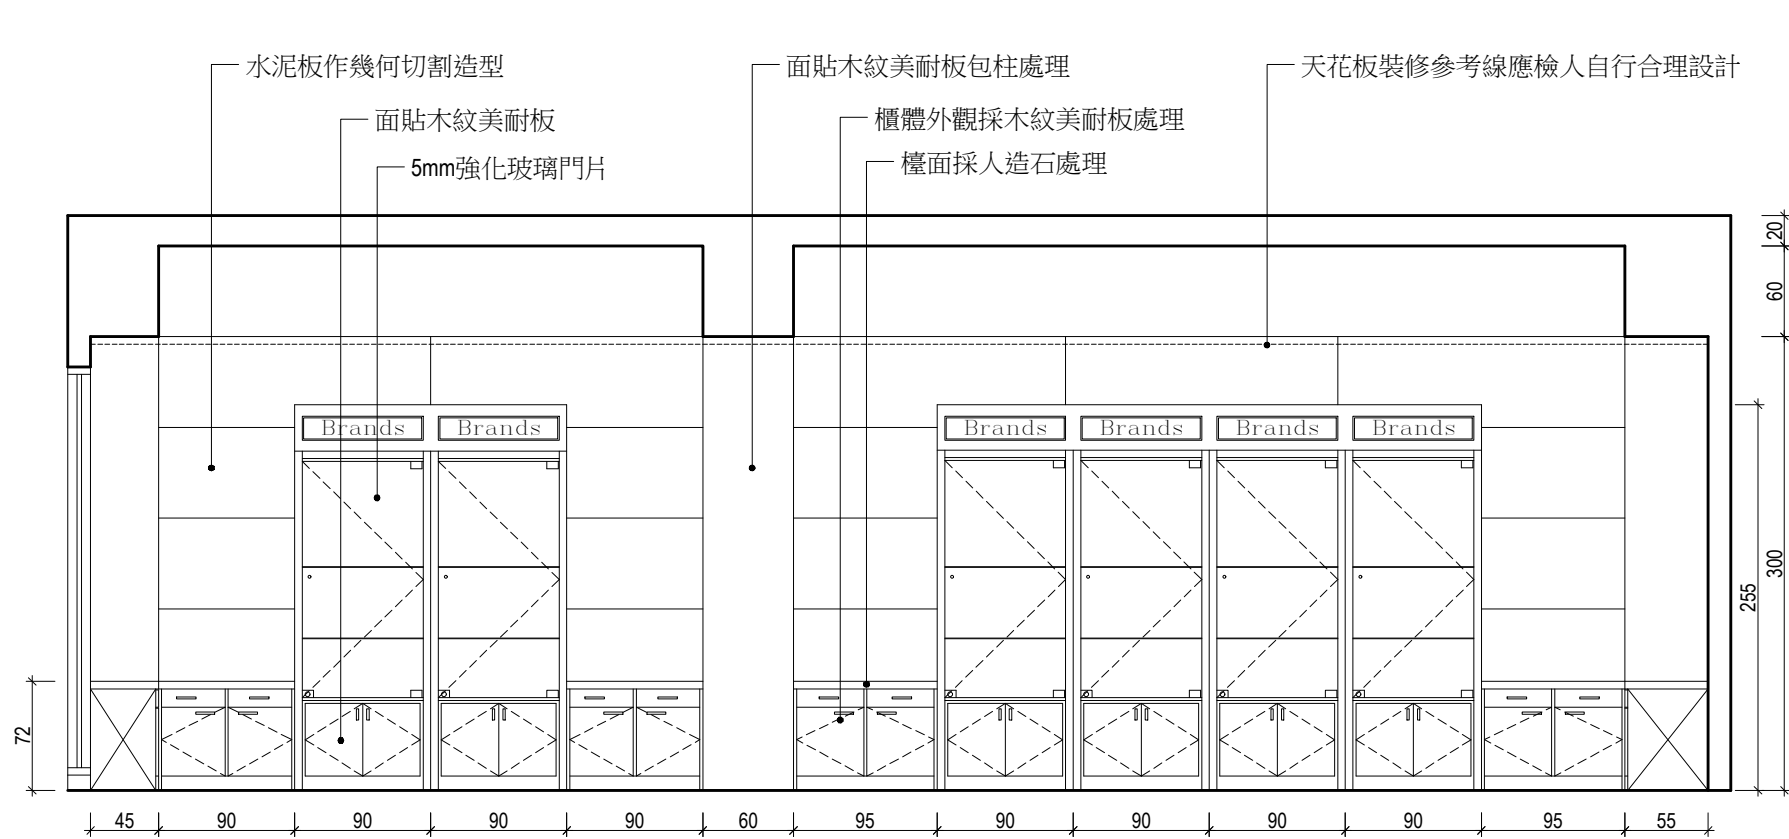 水泥板作幾何切割造型
面貼木紋美耐板包柱處理
天花板裝修參考線應檢人自行合理設計
面貼木紋美耐板
櫃體外觀採木紋美耐板處理
5mm強化玻璃門片
檯面採人造石處理
20
60
Brands Brands Brands Brands Brands Brands
300
255
72
45 90 90 90 90 60 95 90 90 90 90 95 55